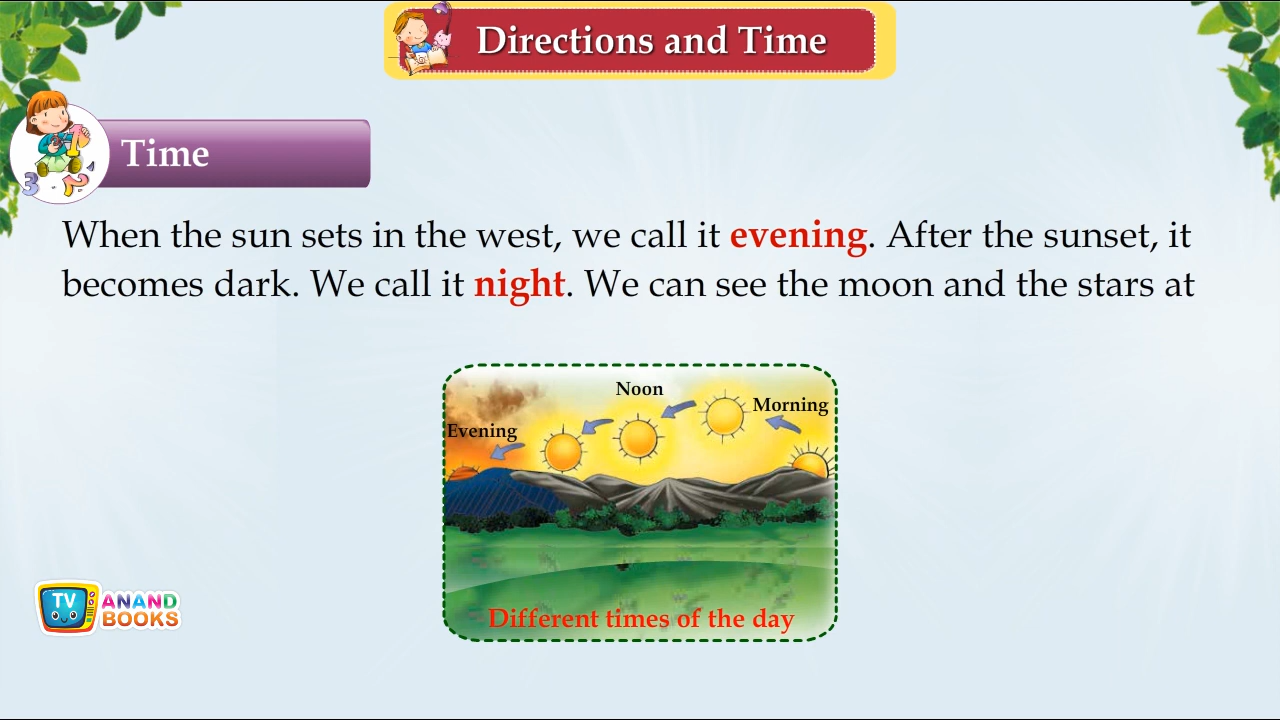 Directions and Time
Time
When the sun sets in the west, we call it evening. After the sunset, it
becomes dark. We call it night. We can see the moon and the stars at
Noon
Morning
Evening
Different times of the day
TV
ANAND
BOOKS